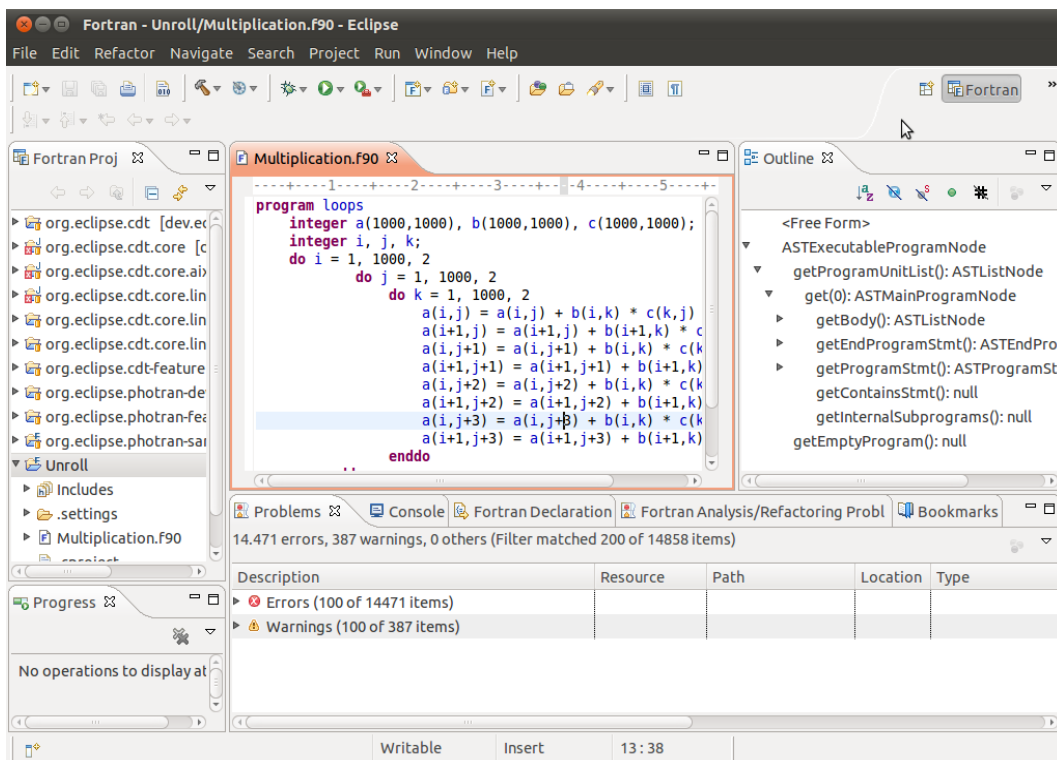 Fortran - Unroll/Multiplication.f90 - Eclipse
File Edit Refactor Navigate Search Project Run Window Help
Fortran
Fortran Proj
org.eclipse.cdt [dev.ec
org.eclipse.cdt.core [c
org.eclipse.cdt.core.aix
org.eclipse.cdt.core.lin
org.eclipse.cdt.core.lin
org.eclipse.cdt.core.lin
org.eclipse.cdt-feature
org.eclipse.photran-de
org.eclipse.photran-fea
org.eclipse.photran-sar
Unroll
Includes
.settings
Multiplication.f90
.cproject
Multiplication.f90
----+----1----+----2----+----3----+----4----+----5----+-
program loops
integer a(1000,1000), b(1000,1000), c(1000,1000);
integer i, j, k;
do i = 1, 1000, 2
do j = 1, 1000, 2
do k = 1, 1000, 2
a(i,j) = a(i,j) + b(i,k) * c(k,j)
a(i+1,j) = a(i+1,j) + b(i+1,k) * c
a(i,j+1) = a(i,j+1) + b(i,k) * c(k
a(i+1,j+1) = a(i+1,j+1) + b(i+1,k)
a(i,j+2) = a(i,j+2) + b(i,k) * c(k
a(i+1,j+2) = a(i+1,j+2) + b(i+1,k)
a(i,j+3) = a(i,j+3) + b(i,k) * c(k
a(i+1,j+3) = a(i+1,j+3) + b(i+1,k)
enddo
Outline
<Free Form>
ASTExecutableProgramNode
getProgramUnitList(): ASTListNode
get(0): ASTMainProgramNode
getBody(): ASTListNode
getEndProgramStmt(): ASTEndPro
getProgramStmt(): ASTProgramSt
getContainsStmt(): null
getInternalSubprograms(): null
getEmptyProgram(): null
Problems Console Fortran Declaration Fortran Analysis/Refactoring Probl Bookmarks
14.471 errors, 387 warnings, 0 others (Filter matched 200 of 14858 items)
Description Resource Path Location Type
Errors (100 of 14471 items)
Warnings (100 of 387 items)
Progress
No operations to display at
Writable Insert 13:38